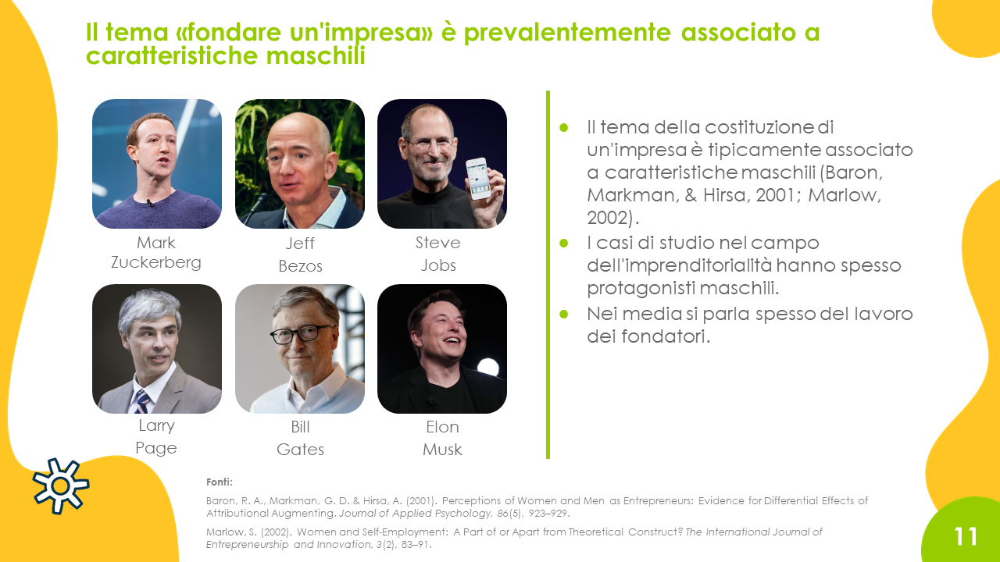 Il tema «fondare un'impresa» è prevalentemente associato a
caratteristiche maschili
Mark
Zuckerberg
Jeff
Bezos
Steve
Jobs
Larry
Page
Bill
Gates
Elon
Musk
● Il tema della costituzione di
un'impresa è tipicamente associato
a caratteristiche maschili (Baron,
Markman, & Hirsa, 2001; Marlow,
2002).
● I casi di studio nel campo
dell'imprenditorialità hanno spesso
protagonisti maschili.
● Nei media si parla spesso del lavoro
dei fondatori.
Fonti:
Baron, R. A., Markman, G. D. & Hirsa, A. (2001). Perceptions of Women and Men as Entrepreneurs: Evidence for Differential Effects of
Attributional Augmenting. Journal of Applied Psychology, 86(5), 923–929.
Marlow, S. (2002). Women and Self-Employment: A Part of or Apart from Theoretical Construct? The International Journal of
Entrepreneurship and Innovation, 3(2), 83–91.
11